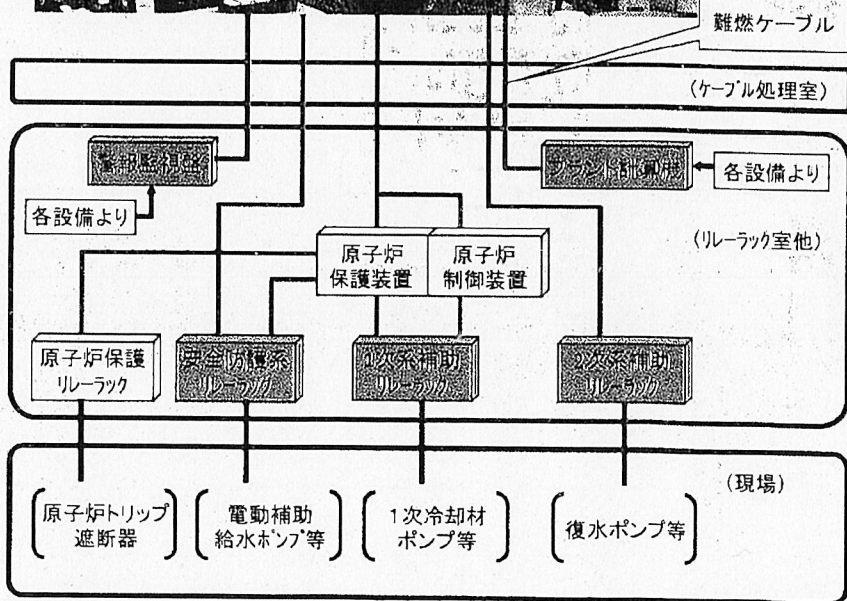 難燃ケーブル
(ケーブル処理室)
警報監視盤
プラント計算機
各設備より
各設備より
(リレーラック室他)
原子炉
保護装置
原子炉
制御装置
原子炉保護
リレーラック
安全防護系
リレーラック
1次系補助
リレーラック
2次系補助
リレーラック
(現場)
原子炉トリップ
遮断器
電動補助
給水ポンプ等
1次冷却材
ポンプ等
復水ポンプ等